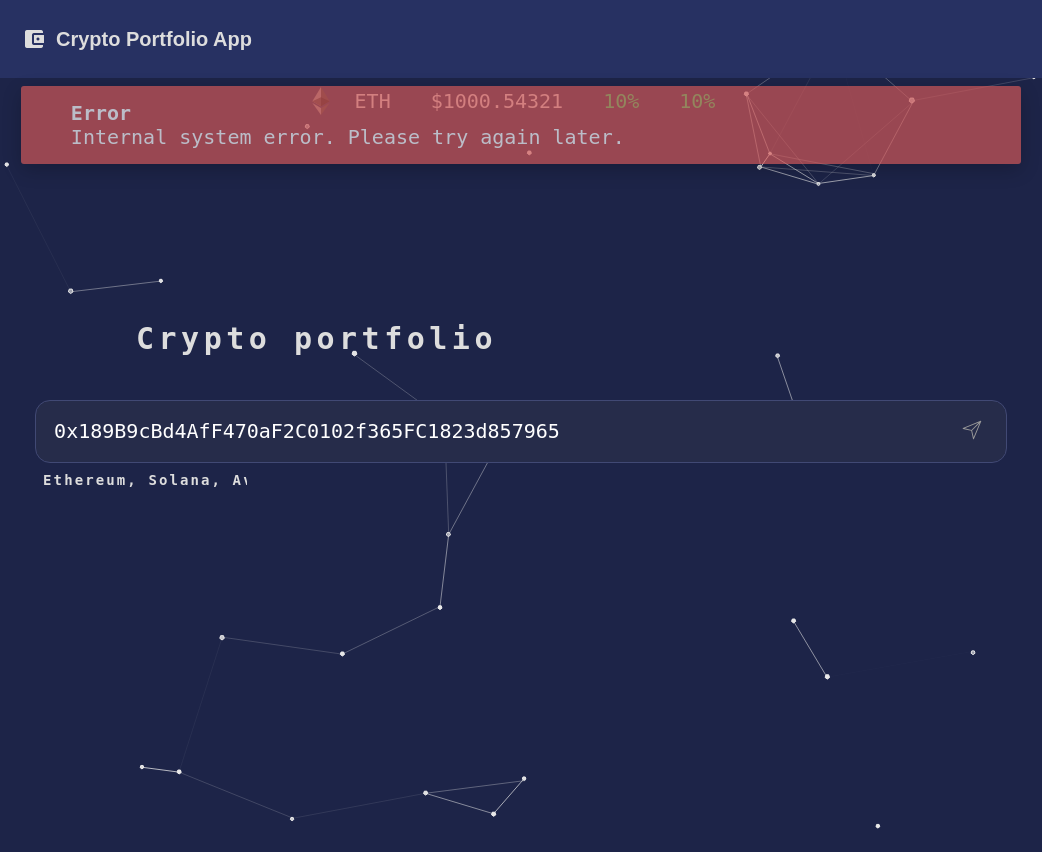 Crypto Portfolio App
ETH $1000.54321 10% 10%
Error
Internal system error. Please try again later.
Crypto portfolio
0x189B9cBd4AfF470aF2C0102f365FC1823d857965
Ethereum, Solana, Av